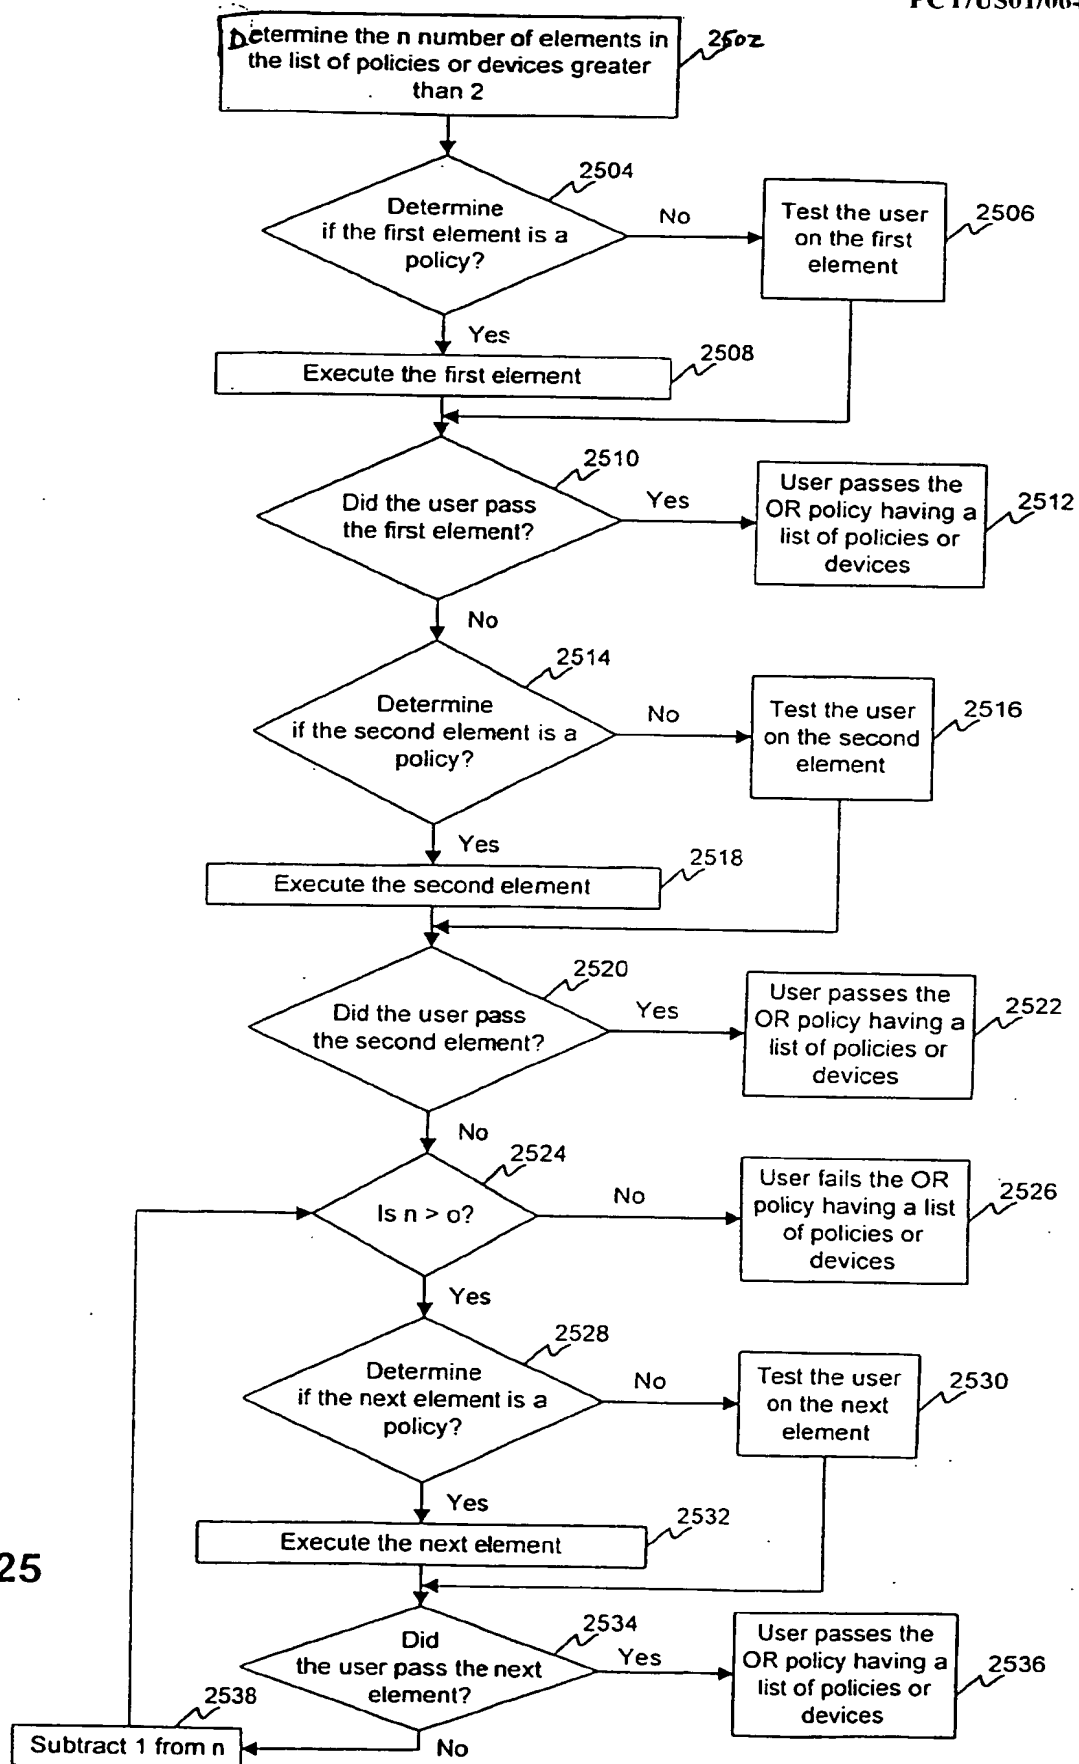 PCT/US01/00
Determine the n number of elements in
the list of policies or devices greater
than 2
2502
2504
Determine
if the first element is a
policy?
No
Test the user
on the first
element
2506
Yes
Execute the first element
2508
2510
Did the user pass
the first element?
Yes
User passes the
OR policy having a
list of policies or
devices
2512
No
2514
Determine
if the second element is a
policy?
No
Test the user
on the second
element
2516
Yes
Execute the second element
2518
2520
Did the user pass
the second element?
Yes
User passes the
OR policy having a
list of policies or
devices
2522
No
2524
Is n > o?
No
User fails the OR
policy having a list
of policies or
devices
2526
Yes
2528
Determine
if the next element is a
policy?
No
Test the user
on the next
element
2530
Yes
Execute the next element
2532
25
2534
Did
the user pass the next
element?
Yes
User passes the
OR policy having a
list of policies or
devices
2536
2538
Subtract 1 from n
No